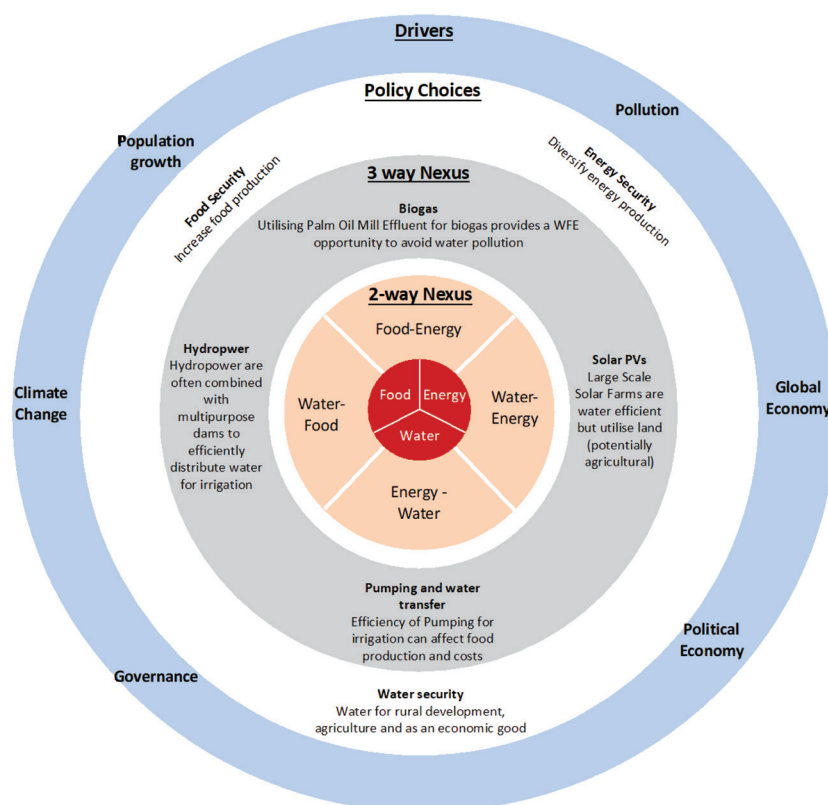 Drivers
Policy Choices
Pollution
Population
growth
Food Security
Increase food production
Energy Security
Diversify energy production
3 way Nexus
Biogas
Utilising Palm Oil Mill Effluent for biogas provides a WFE
opportunity to avoid water pollution
2-way Nexus
Food-Energy
Hydropwer
Hydropower are
often combined
with
multipurpose
dams to
efficiently
distribute water
for irrigation
Solar PVs
Large Scale
Solar Farms are
water efficient
but utilise land
(potentially
agricultural)
Climate
Change
Global
Economy
Water-
Food
Food
Energy
Water
Water-
Energy
Energy -
Water
Pumping and water
transfer
Efficiency of Pumping for
irrigation can affect food
production and costs
Political
Economy
Governance
Water security
Water for rural development,
agriculture and as an economic good